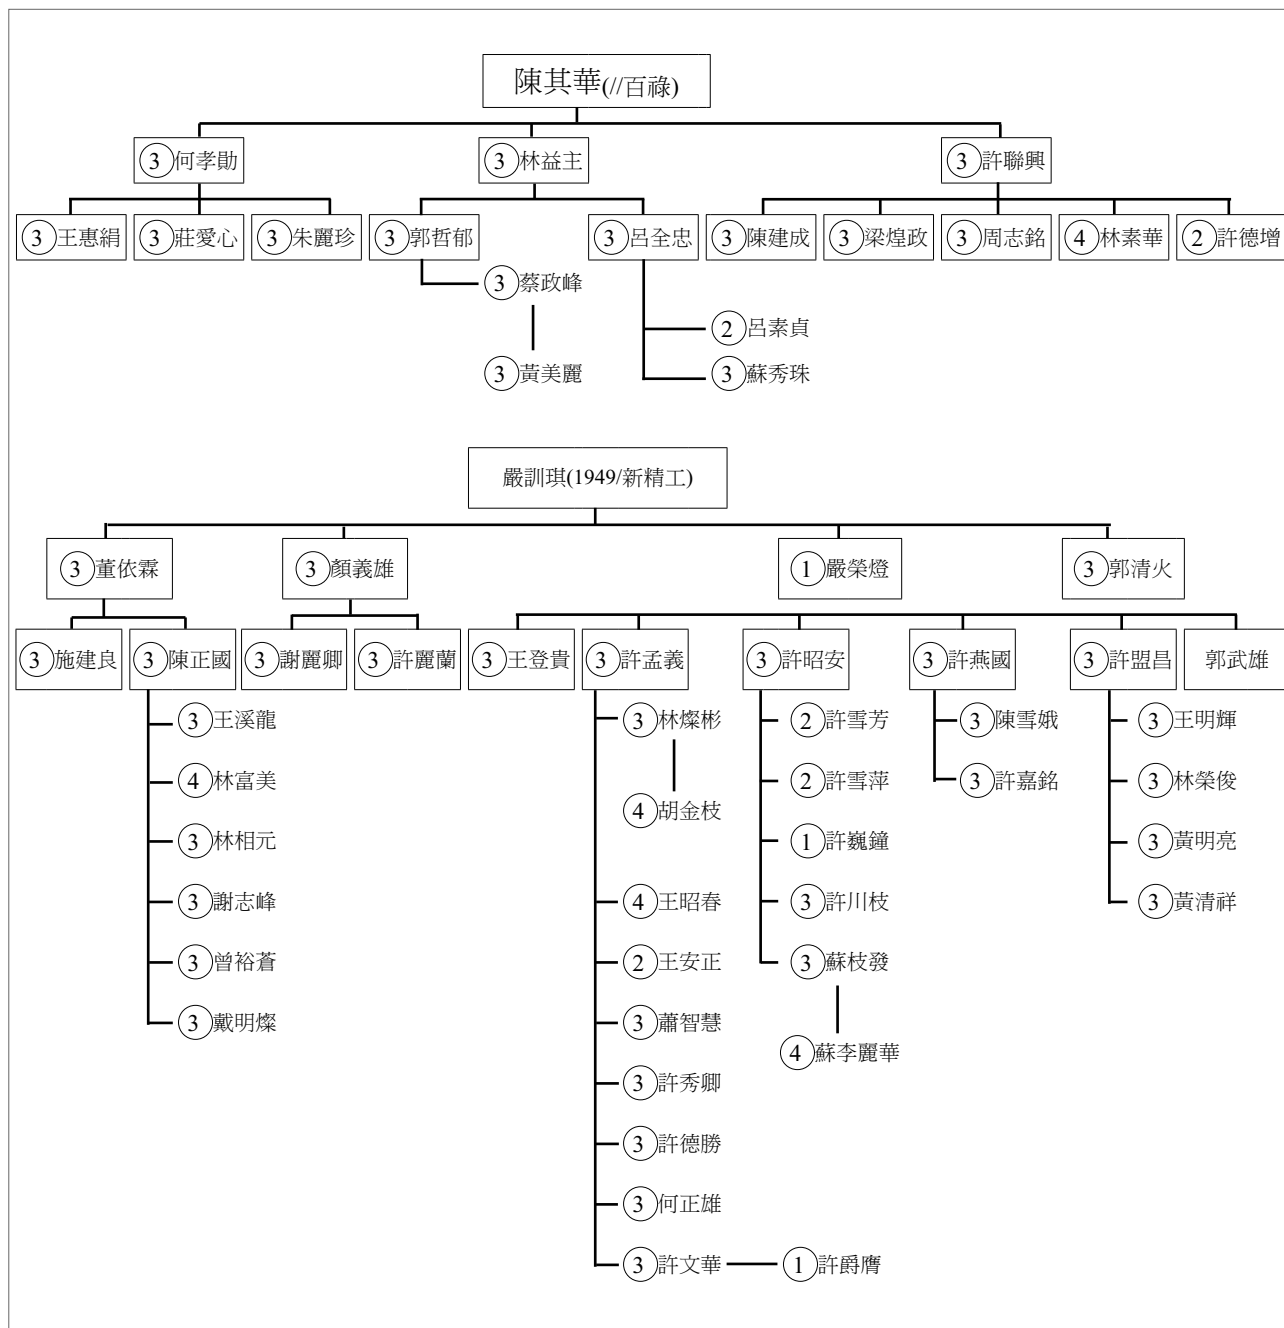 陳其華(//百祿)
③何孝勛 ③林益主 ③許聯興
③王惠絹 ③莊愛心 ③朱麗珍 ③郭哲郁 ③呂全忠 ③陳建成 ③梁煌政 ③周志銘 ④林素華 ②許德增
③蔡政峰
②呂素貞
③黃美麗 ③蘇秀珠
嚴訓琪(1949/新精工)
③董依霖 ③顏義雄 ①嚴榮燈 ③郭清火
③施建良 ③陳正國 ③謝麗卿 ③許麗蘭 ③王登貴 ③許孟義 ③許昭安 ③許燕國 ③許盟昌 郭武雄
③王溪龍 ③林燦彬 ②許雪芳 ③陳雪娥 ③王明輝
④林富美 ②許雪萍 ③許嘉銘 ③林榮俊
④胡金枝
③林相元 ①許巍鐘 ③黃明亮
③謝志峰 ④王昭春 ③許川枝 ③黃清祥
③曾裕蒼 ②王安正 ③蘇枝發
③戴明燦 ③蕭智慧
④蘇李麗華
③許秀卿
③許德勝
③何正雄
③許文華 ①許爵膺